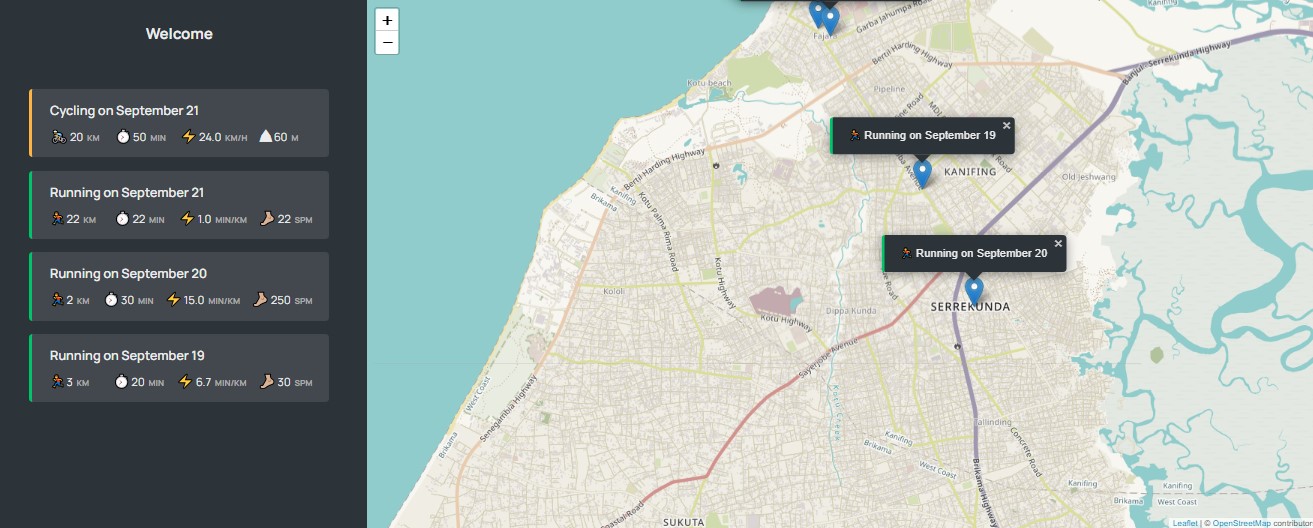 Welcome
Cycling on September 21
20 KM 50 MIN 24.0 KM/H 60 M
Running on September 21
22 KM 22 MIN 1.0 MIN/KM 22 SPM
Running on September 20
2 KM 30 MIN 15.0 MIN/KM 250 SPM
Running on September 19
3 KM 20 MIN 6.7 MIN/KM 30 SPM
+
−
Fajara
Garba Jahumpa Road
Kanifing
Banjul
Bertil Harding Highway
Banjul- Serrekunda Highway
Kotu beach
Pipeline
Running on September 19
×
KANIFING
Old Jeshwang
Bertil Harding Highway
Kanifing
Brikama
Kotu Palma Rima Road
Kotu Highway
Running on September 20
×
SERREKUNDA
Kololi
Kotu Highway
Dippa Kunda
Sayerjobe Avenue
West Coast
Senegambia Highway
Brikama
Kanifing
Brikama
West Coast
Concrete Road
Brikama Highway
Kanifing
Brikama
Kanifing
West Coast
SUKUTA
Coastal Road
Leaflet | © OpenStreetMap